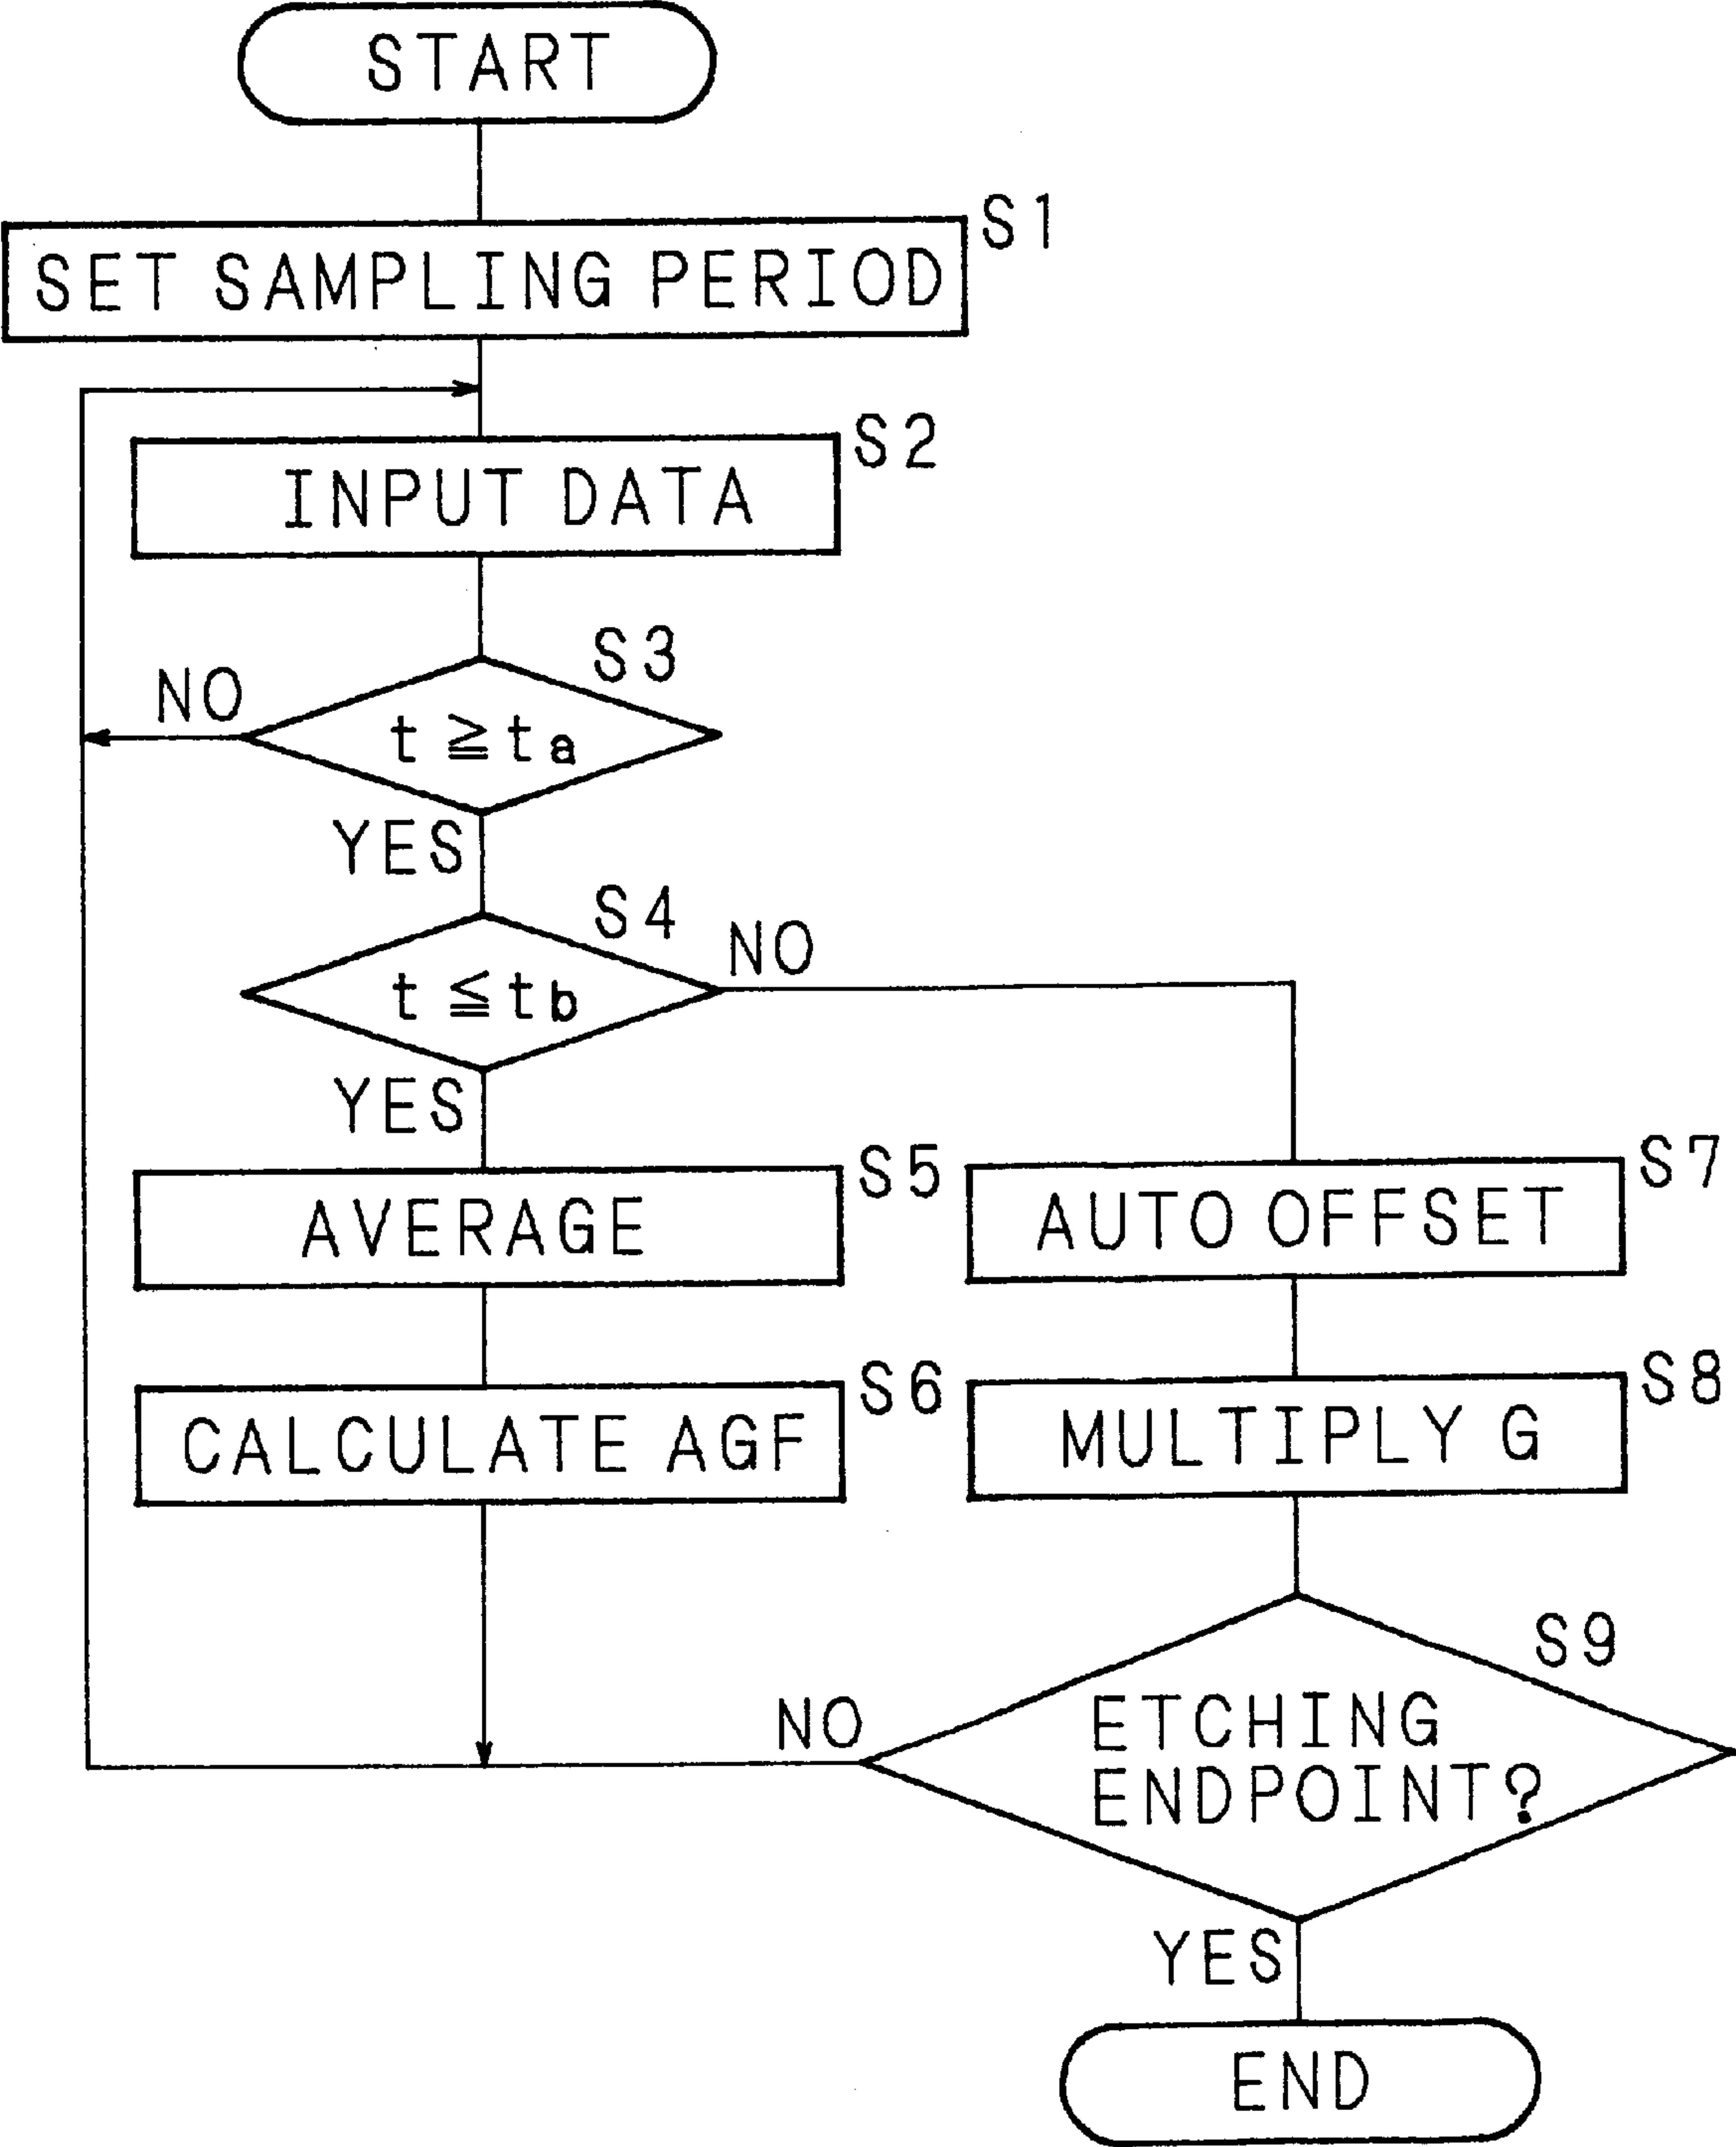 START
S1
SET SAMPLING PERIOD
S2
INPUT DATA
S3
NO
t ≧ ta
YES
S4
NO
t ≦ tb
YES
S5
AVERAGE
S7
AUTO OFFSET
S6
CALCULATE AGF
S8
MULTIPLY G
S9
NO
ETCHING
ENDPOINT?
YES
END